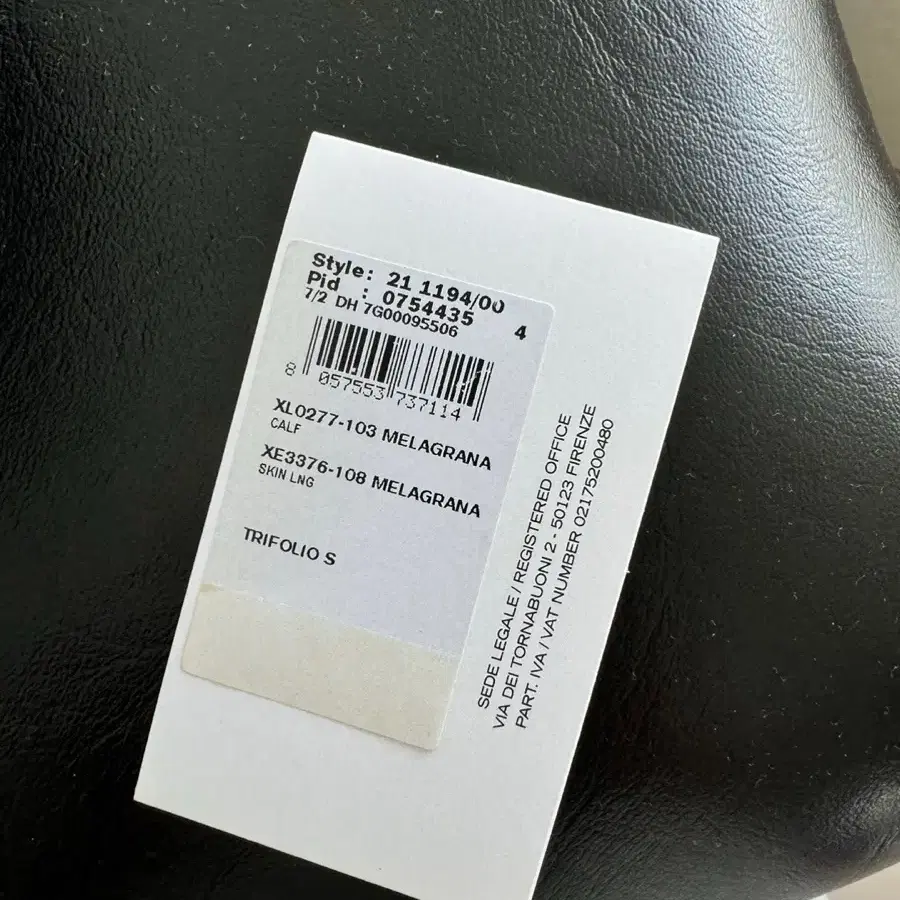 Style: 21 1194/00
Pid : 0754435 4
7/2 DH 7G00095506
8 057553 737114
XL0277-103 MELAGRANA
CALF
XE3376-108 MELAGRANA
SKIN LNG
TRIFOLIO S
SEDE LEGALE / REGISTERED OFFICE
VIA DEI TORNABUONI 2 - 50123 FIRENZE
PART. IVA / VAT NUMBER 02175200480